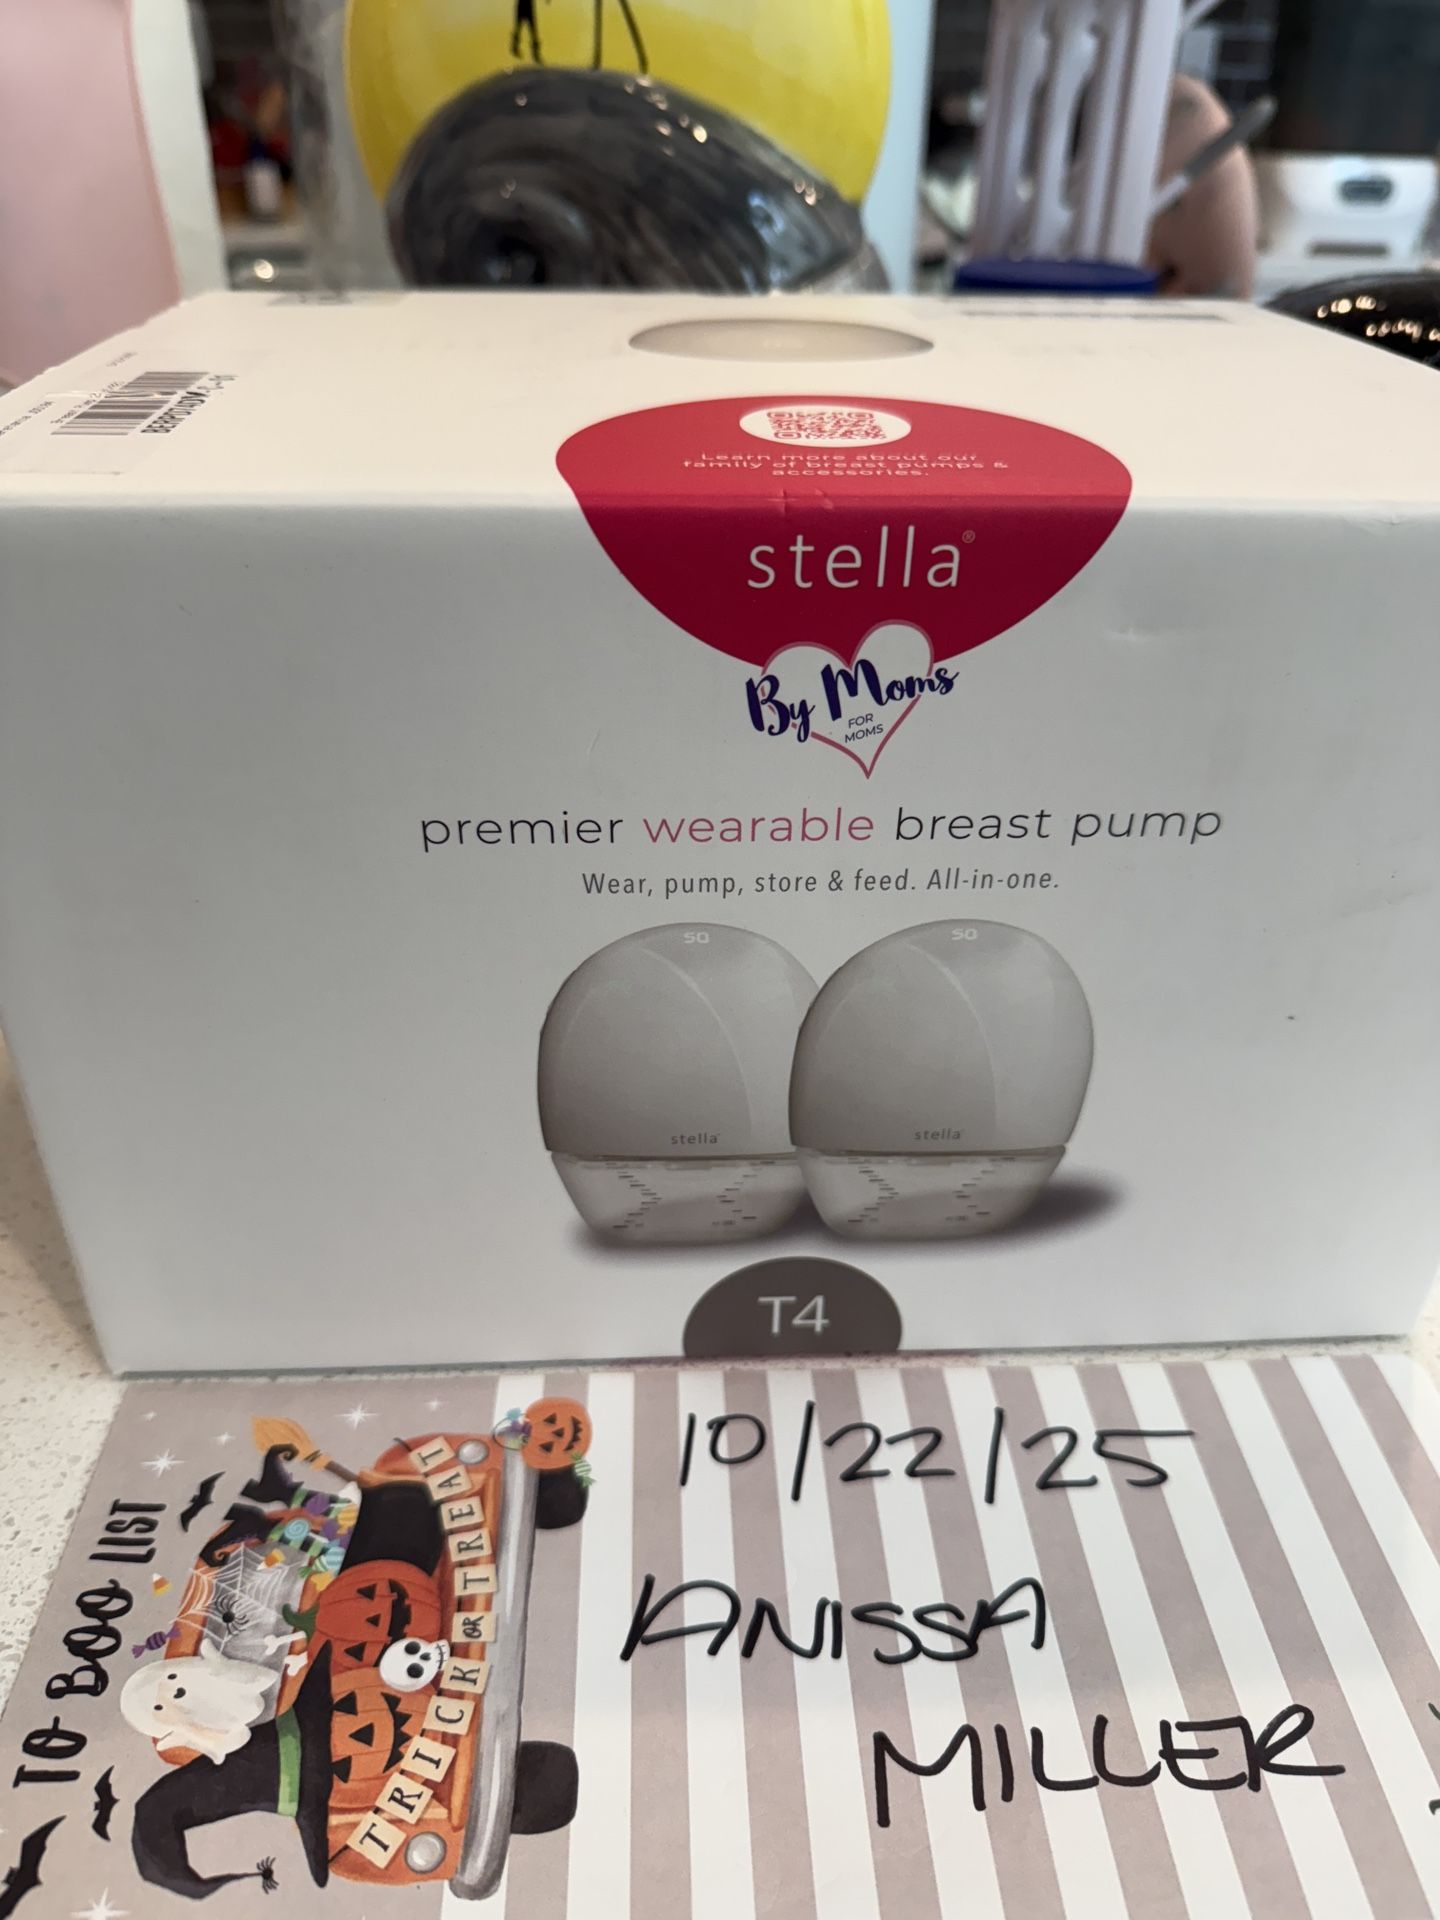 Learn more about our
family of breast pumps &
accessories.
stella®
By Moms
FOR
MOMS
premier wearable breast pump
Wear, pump, store & feed. All-in-one.
SO
SO
stella
stella
T4
TO BOO LIST
TRICK OR TREAT
10/22/25
ANISSA
MILLER